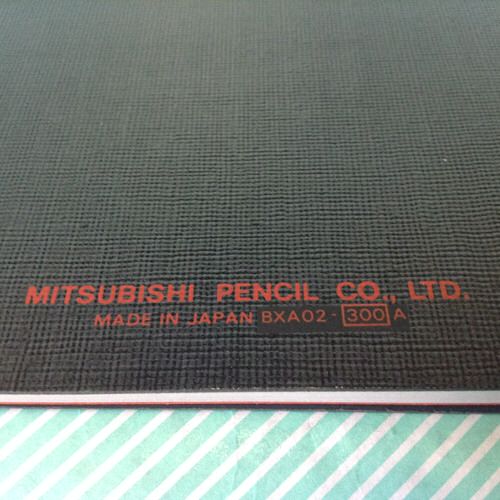 MITSUBISHI PENCIL CO., LTD.
MADE IN JAPAN BXA02-300A